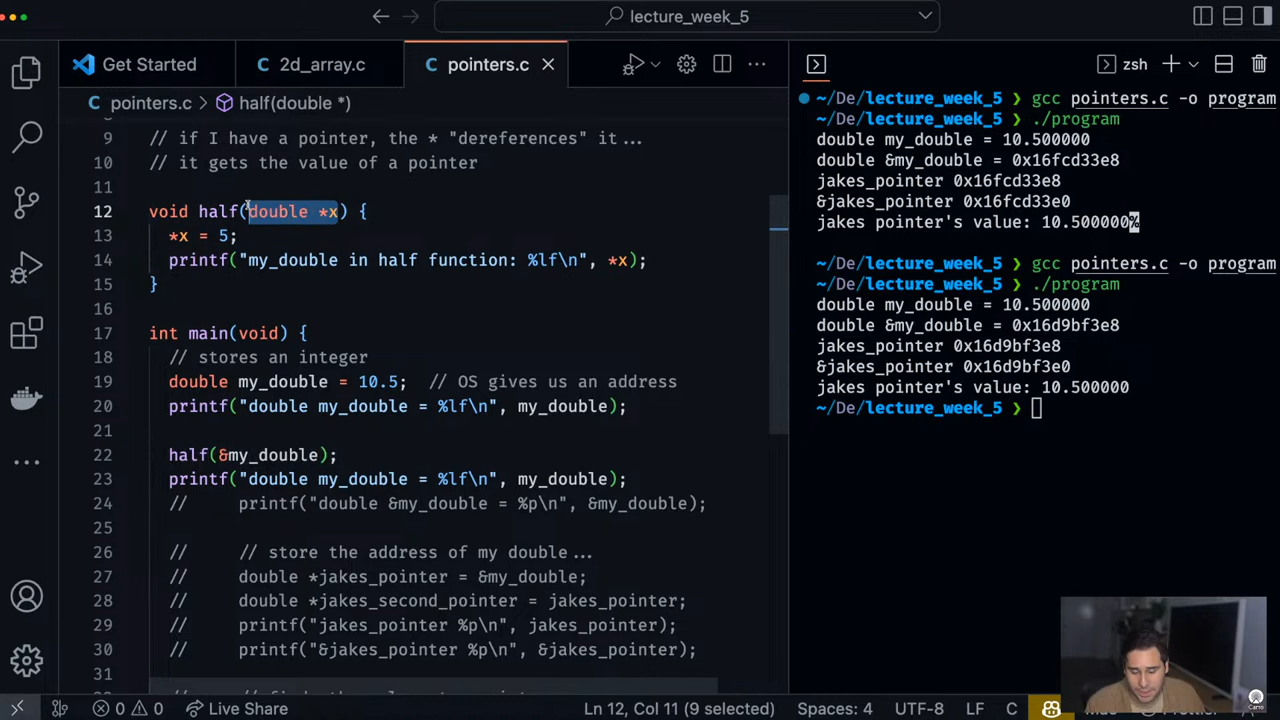 lecture_week_5
Get Started
C 2d_array.c
C pointers.c
zsh
C pointers.c > half(double *)
9 // if I have a pointer, the * "dereferences" it...
10 // it gets the value of a pointer
11
12 void half(double *x) {
13 *x = 5;
14 printf("my_double in half function: %lf\n", *x);
15 }
16
17 int main(void) {
18 // stores an integer
19 double my_double = 10.5; // OS gives us an address
20 printf("double my_double = %lf\n", my_double);
21
22 half(&my_double);
23 printf("double my_double = %lf\n", my_double);
24 // printf("double &my_double = %p\n", &my_double);
25
26 // // store the address of my double...
27 // double *jakes_pointer = &my_double;
28 // double *jakes_second_pointer = jakes_pointer;
29 // printf("jakes_pointer %p\n", jakes_pointer);
30 // printf("&jakes_pointer %p\n", &jakes_pointer);
31
~/De/lecture_week_5 ❯ gcc pointers.c -o program
~/De/lecture_week_5 ❯ ./program
double my_double = 10.500000
double &my_double = 0x16fcd33e8
jakes_pointer 0x16fcd33e8
&jakes_pointer 0x16fcd33e0
jakes pointer's value: 10.500000%
~/De/lecture_week_5 ❯ gcc pointers.c -o program
~/De/lecture_week_5 ❯ ./program
double my_double = 10.500000
double &my_double = 0x16d9bf3e8
jakes_pointer 0x16d9bf3e8
&jakes_pointer 0x16d9bf3e0
jakes pointer's value: 10.500000
~/De/lecture_week_5 ❯
0 0 Live Share Ln 12, Col 11 (9 selected) Spaces: 4 UTF-8 LF C